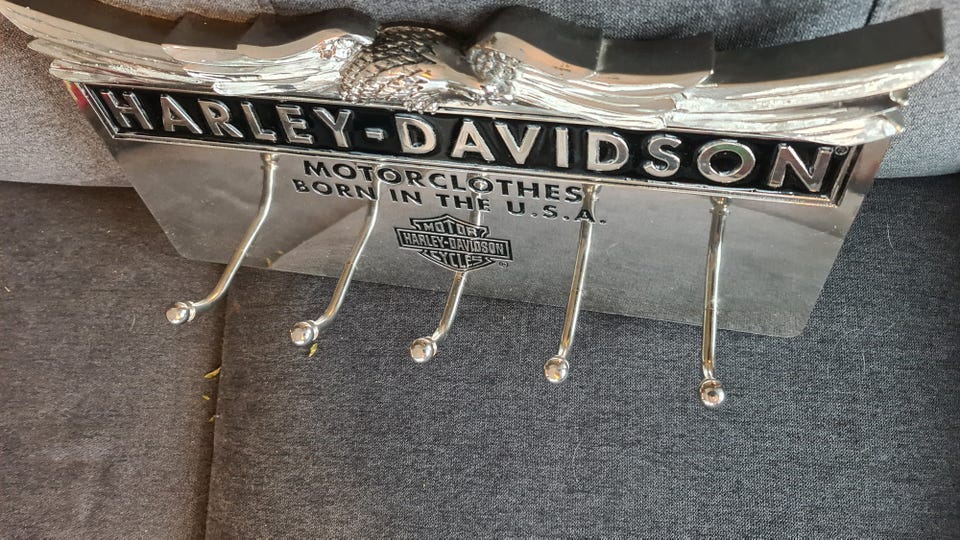 HARLEY-DAVIDSON®
MOTORCLOTHES
BORN IN THE U.S.A.
MOTOR
HARLEY-DAVIDSON
CYCLES ®